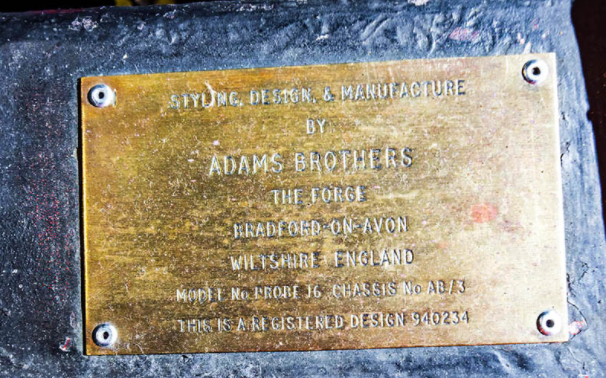 STYLING, DESIGN, & MANUFACTURE
BY
ADAMS BROTHERS
THE FORGE
BRADFORD-ON-AVON
WILTSHIRE ENGLAND
MODEL No PROBE 16 CHASSIS No AB/3
THIS IS A REGISTERED DESIGN 940234